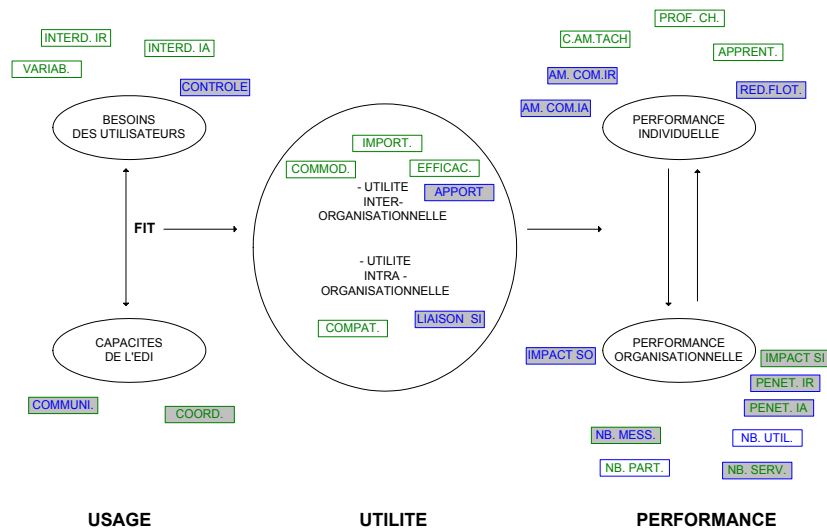 INTERD. IR
INTERD. IA
VARIAB.
CONTROLE
BESOINS
DES UTILISATEURS
FIT
CAPACITES
DE L'EDI
COMMUNI.
COORD.
USAGE
IMPORT.
COMMOD.
EFFICAC.
APPORT
- UTILITE
INTER-
ORGANISATIONNELLE
- UTILITE
INTRA -
ORGANISATIONNELLE
COMPAT.
LIAISON SI
UTILITE
PROF. CH.
C.AM.TACH
APPRENT.
AM. COM.IR
RED.FLOT.
AM. COM.IA
PERFORMANCE
INDIVIDUELLE
PERFORMANCE
ORGANISATIONNELLE
IMPACT SO
IMPACT SI
PENET. IR
PENET. IA
NB. MESS.
NB. UTIL.
NB. PART.
NB. SERV.
PERFORMANCE